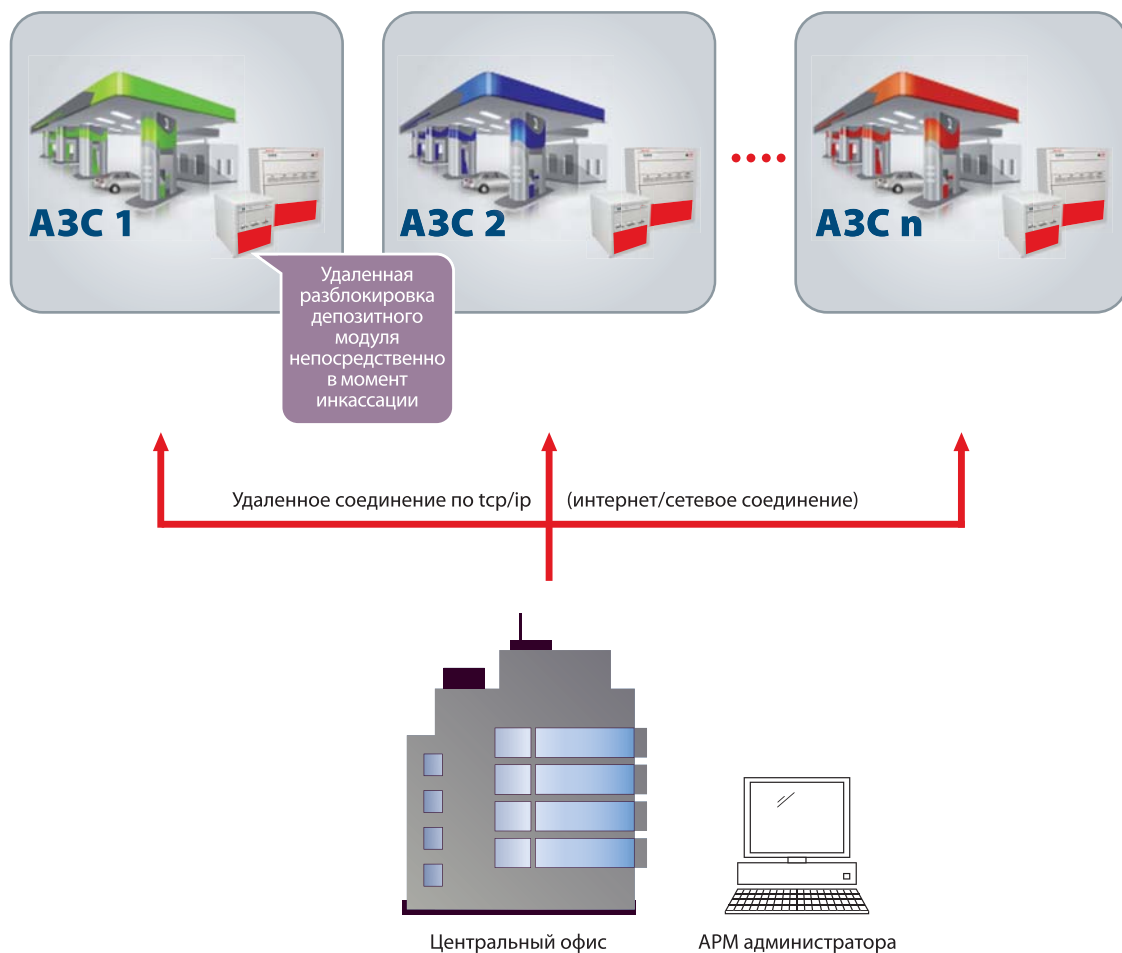 АЗС 1
АЗС 2
АЗС n
Удаленная
разблокировка
депозитного
модуля
непосредственно
в момент
инкассации
Удаленное соединение по tcp/ip (интернет/сетевое соединение)
Центральный офис
АРМ администратора